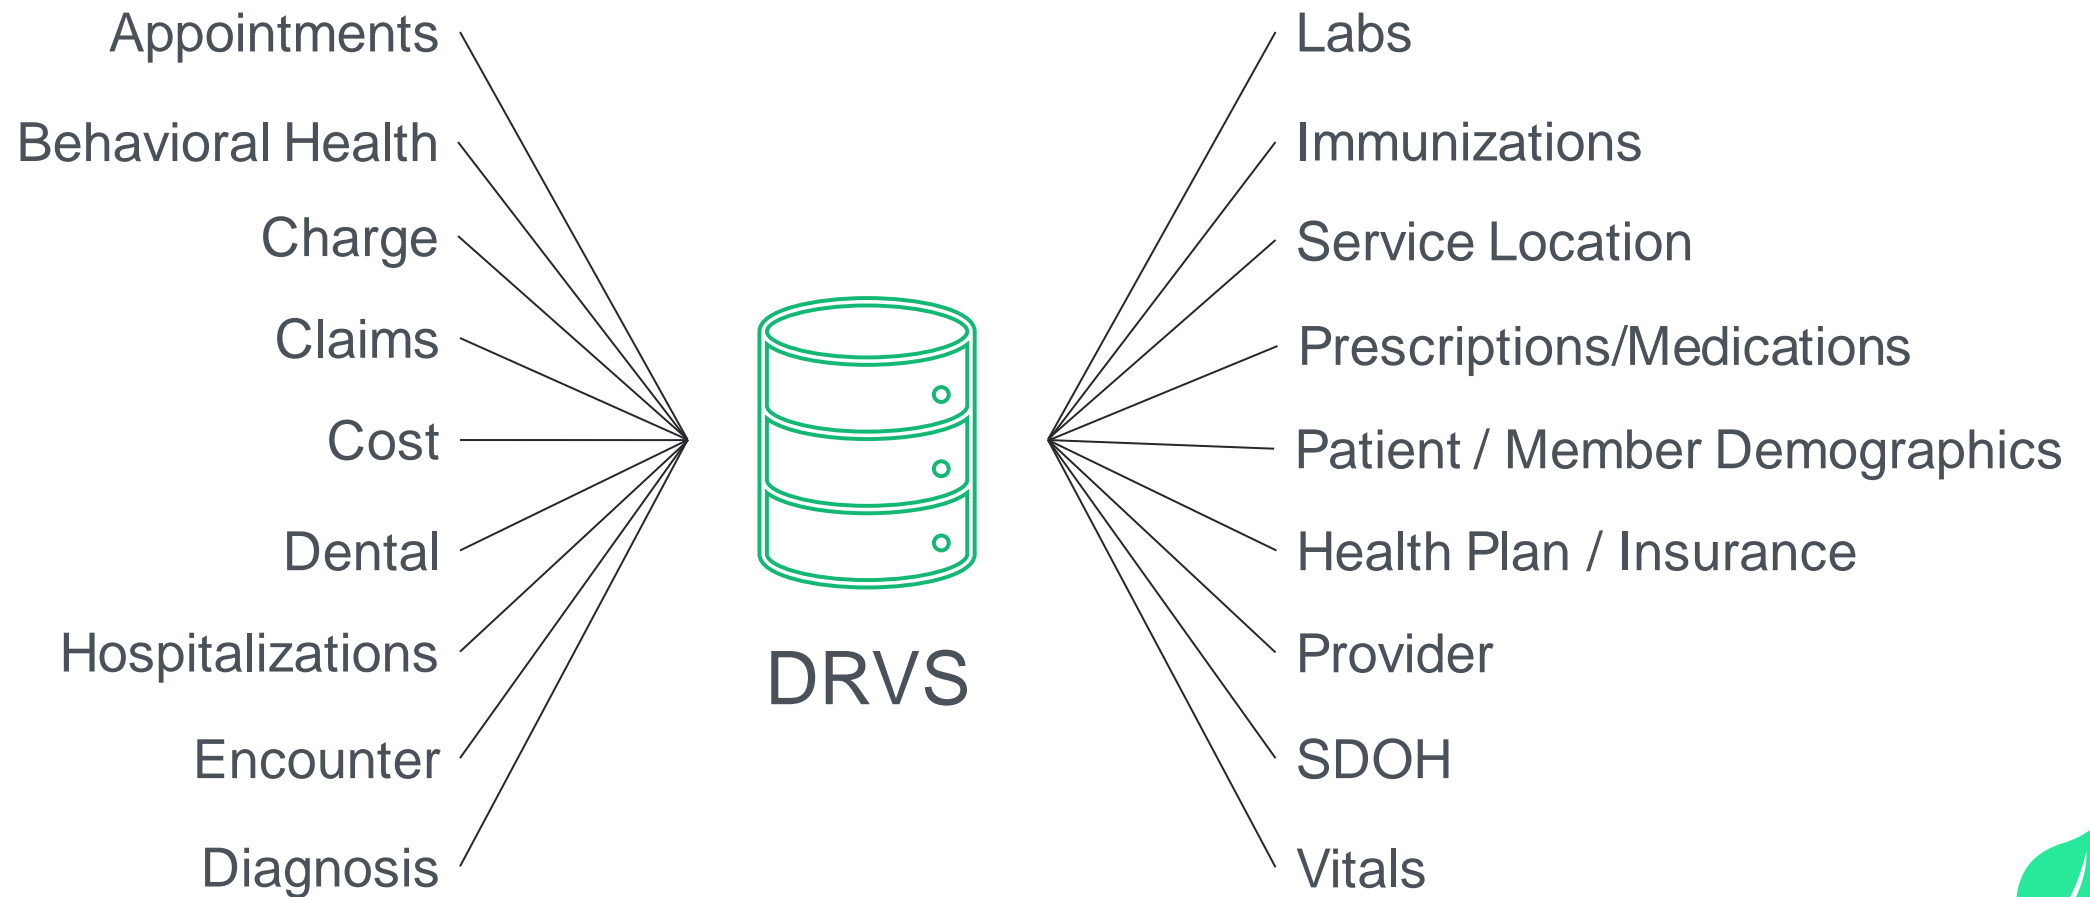 Appointments
Behavioral Health
Charge
Claims
Cost
Dental
Hospitalizations
Encounter
Diagnosis
DRVS
Labs
Immunizations
Service Location
Prescriptions/Medications
Patient / Member Demographics
Health Plan / Insurance
Provider
SDOH
Vitals